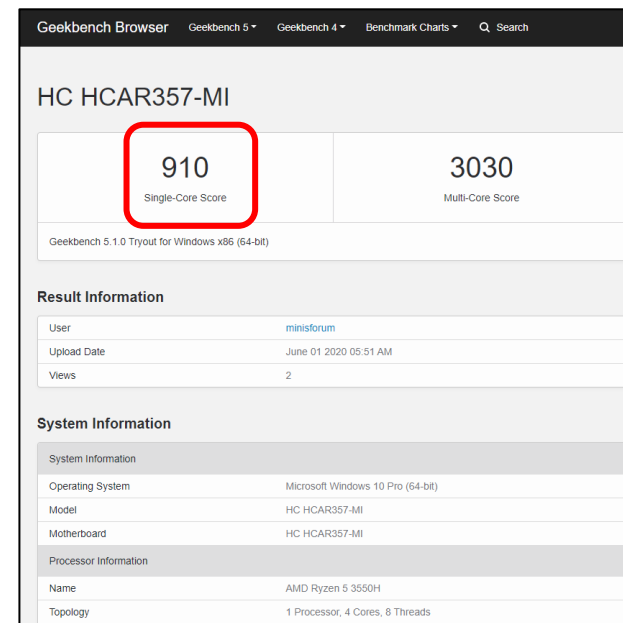 Geekbench Browser Geekbench 5 Geekbench 4 Benchmark Charts Search
HC HCAR357-MI
910 3030
Single-Core Score Multi-Core Score
Geekbench 5.1.0 Tryout for Windows x86 (64-bit)
Result Information
User minisforum
Upload Date June 01 2020 05:51 AM
Views 2
System Information
System Information
Operating System Microsoft Windows 10 Pro (64-bit)
Model HC HCAR357-MI
Motherboard HC HCAR357-MI
Processor Information
Name AMD Ryzen 5 3550H
Topology 1 Processor, 4 Cores, 8 Threads